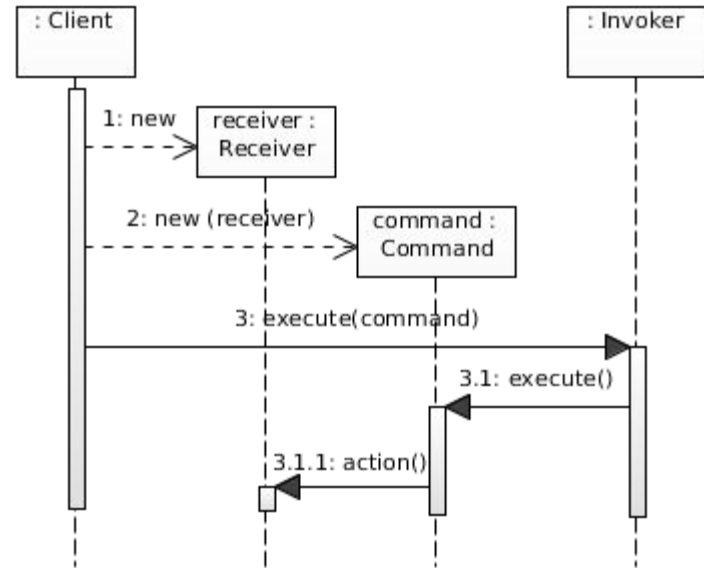 : Client
: Invoker
1: new
receiver :
Receiver
2: new (receiver)
command :
Command
3: execute(command)
3.1: execute()
3.1.1: action()